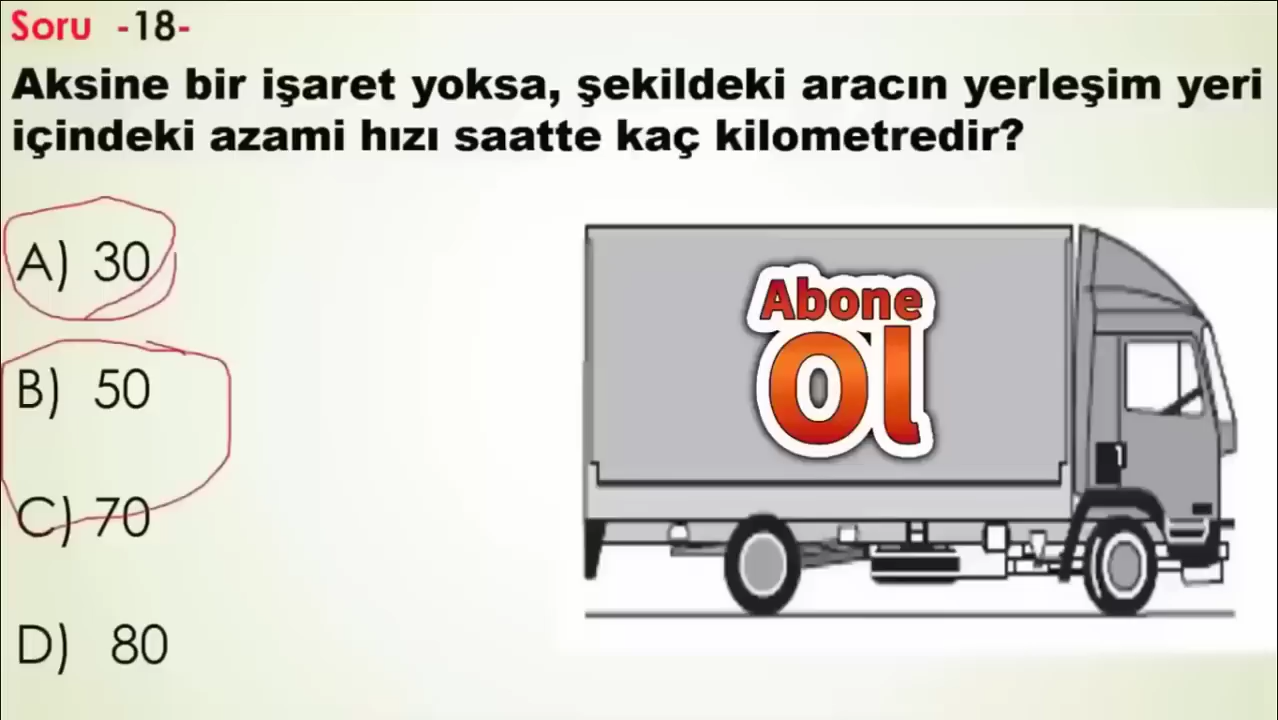 Soru -18-
Aksine bir işaret yoksa, şekildeki aracın yerleşim yeri
içindeki azami hızı saatte kaç kilometredir?
A) 30
B) 50
C) 70
D) 80
Abone
Ol